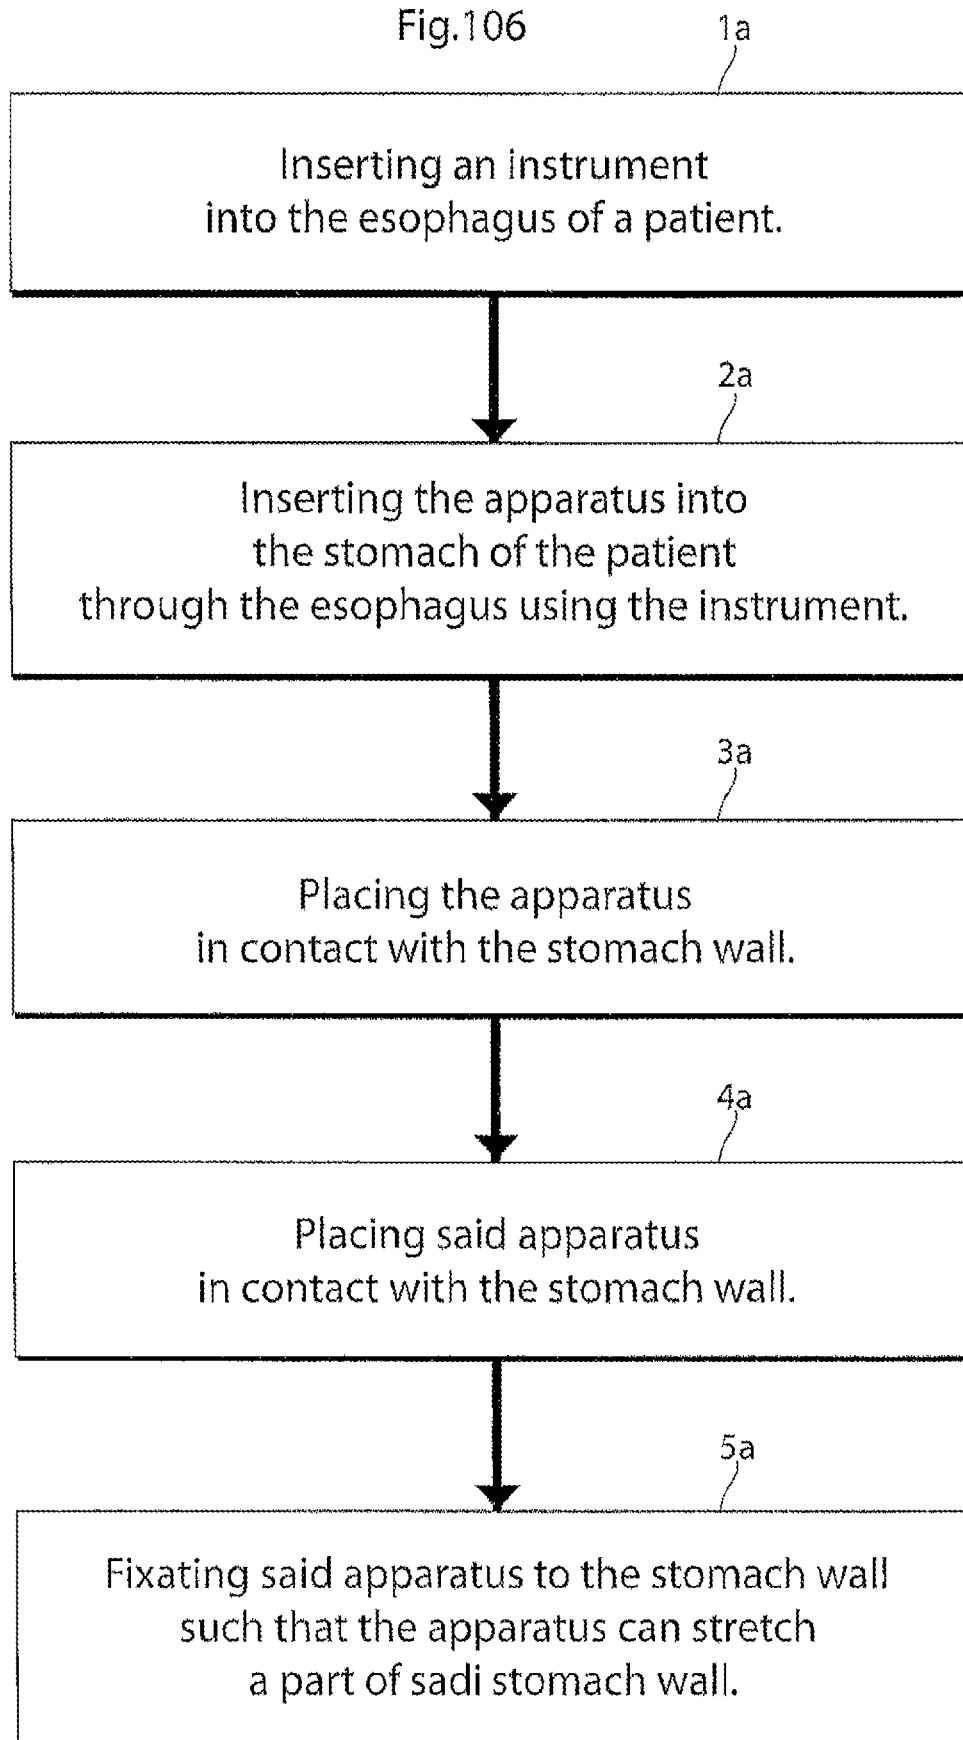 Fig.106
1a
Inserting an instrument
into the esophagus of a patient.
2a
Inserting the apparatus into
the stomach of the patient
through the esophagus using the instrument.
3a
Placing the apparatus
in contact with the stomach wall.
4a
Placing said apparatus
in contact with the stomach wall.
5a
Fixating said apparatus to the stomach wall
such that the apparatus can stretch
a part of sadi stomach wall.